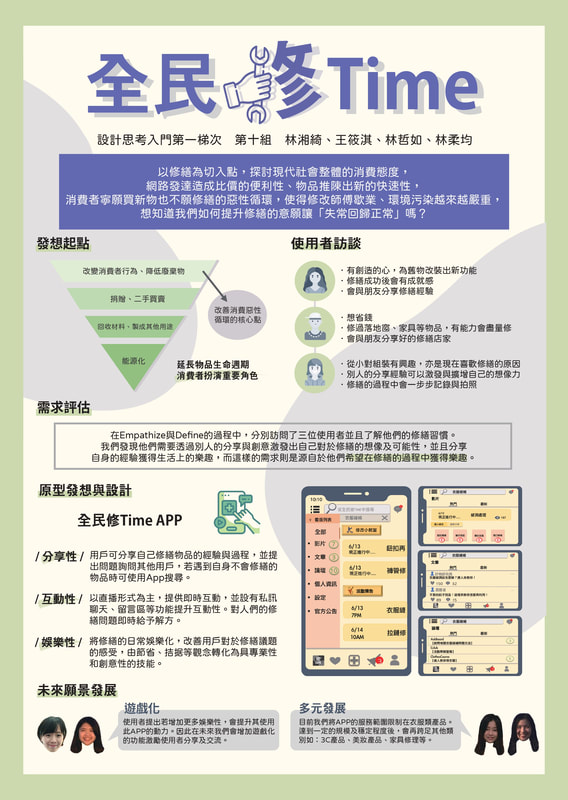 全民修Time
設計思考入門第一梯次　第十組　林湘綺、王筱淇、林哲如、林柔均
以修繕為切入點，探討現代社會整體的消費態度，
網路發達造成比價的便利性、物品推陳出新的快速性，
消費者寧願買新物也不願修繕的惡性循環，使得修改師傅歇業、環境污染越來越嚴重，
想知道我們如何提升修繕的意願讓「失常回歸正常」嗎？
發想起點
改變消費者行為、降低廢棄物
捐贈、二手買賣
回收材料、製成其他用途
能源化
改善消費惡性
循環的核心點
延長物品生命週期
消費者扮演重要角色
使用者訪談
· 有創造的心，為舊物改裝出新功能
· 修繕成功後會有成就感
· 會與朋友分享修繕經驗
· 想省錢
· 修過落地窗、家具等物品，有能力會盡量修
· 會與朋友分享好的修繕店家
· 從小對組裝有興趣，亦是現在喜歡修繕的原因
· 別人的分享經驗可以激發與擴增自己的想像力
· 修繕的過程中會一步步記錄與拍照
需求評估
在Empathize與Define的過程中，分別訪問了三位使用者並且了解他們的修繕習慣。
我們發現他們需要透過別人的分享與創意激發出自己對於修繕的想像及可能性，並且分享
自身的經驗獲得生活上的樂趣，而這樣的需求則是源自於他們希望在修繕的過程中獲得樂趣。
原型發想與設計
全民修Time APP
/ 分享性 /
用戶可分享自己修繕物品的經驗與過程，並提
出問題詢問其他用戶，若遇到自身不會修繕的
物品時可使用App搜尋。
/ 互動性 /
以直播形式為主，提供即時互動，並設有私訊
聊天、留言區等功能提升互動性。對人們的修
繕問題即時給予解方。
/ 娛樂性 /
將修繕的日常娛樂化，改善用戶對於修繕議題
的感受，由節省、拮据等觀念轉化為具專業性
和創意性的技能。
10:10
衣服縫補
全部
影片
文章
論壇
個人資訊
設定
官方公告
6/13
現正進行中...
鈕扣再
6/13
現正進行中...
褲管修
6/13
7PM
衣服縫
6/14
10AM
拉鏈修
影片
文章
論壇
未來願景發展
遊戲化
使用者提出若增加更多娛樂性，會提升其使用
此APP的動力。因此在未來我們會增加遊戲化
的功能激勵使用者分享及交流。
多元發展
目前我們將APP的服務範圍限制在衣服類產品。
達到一定的規模及穩定程度後，會再跨足其他類
別如：3C產品、美妝產品、家具修理等。